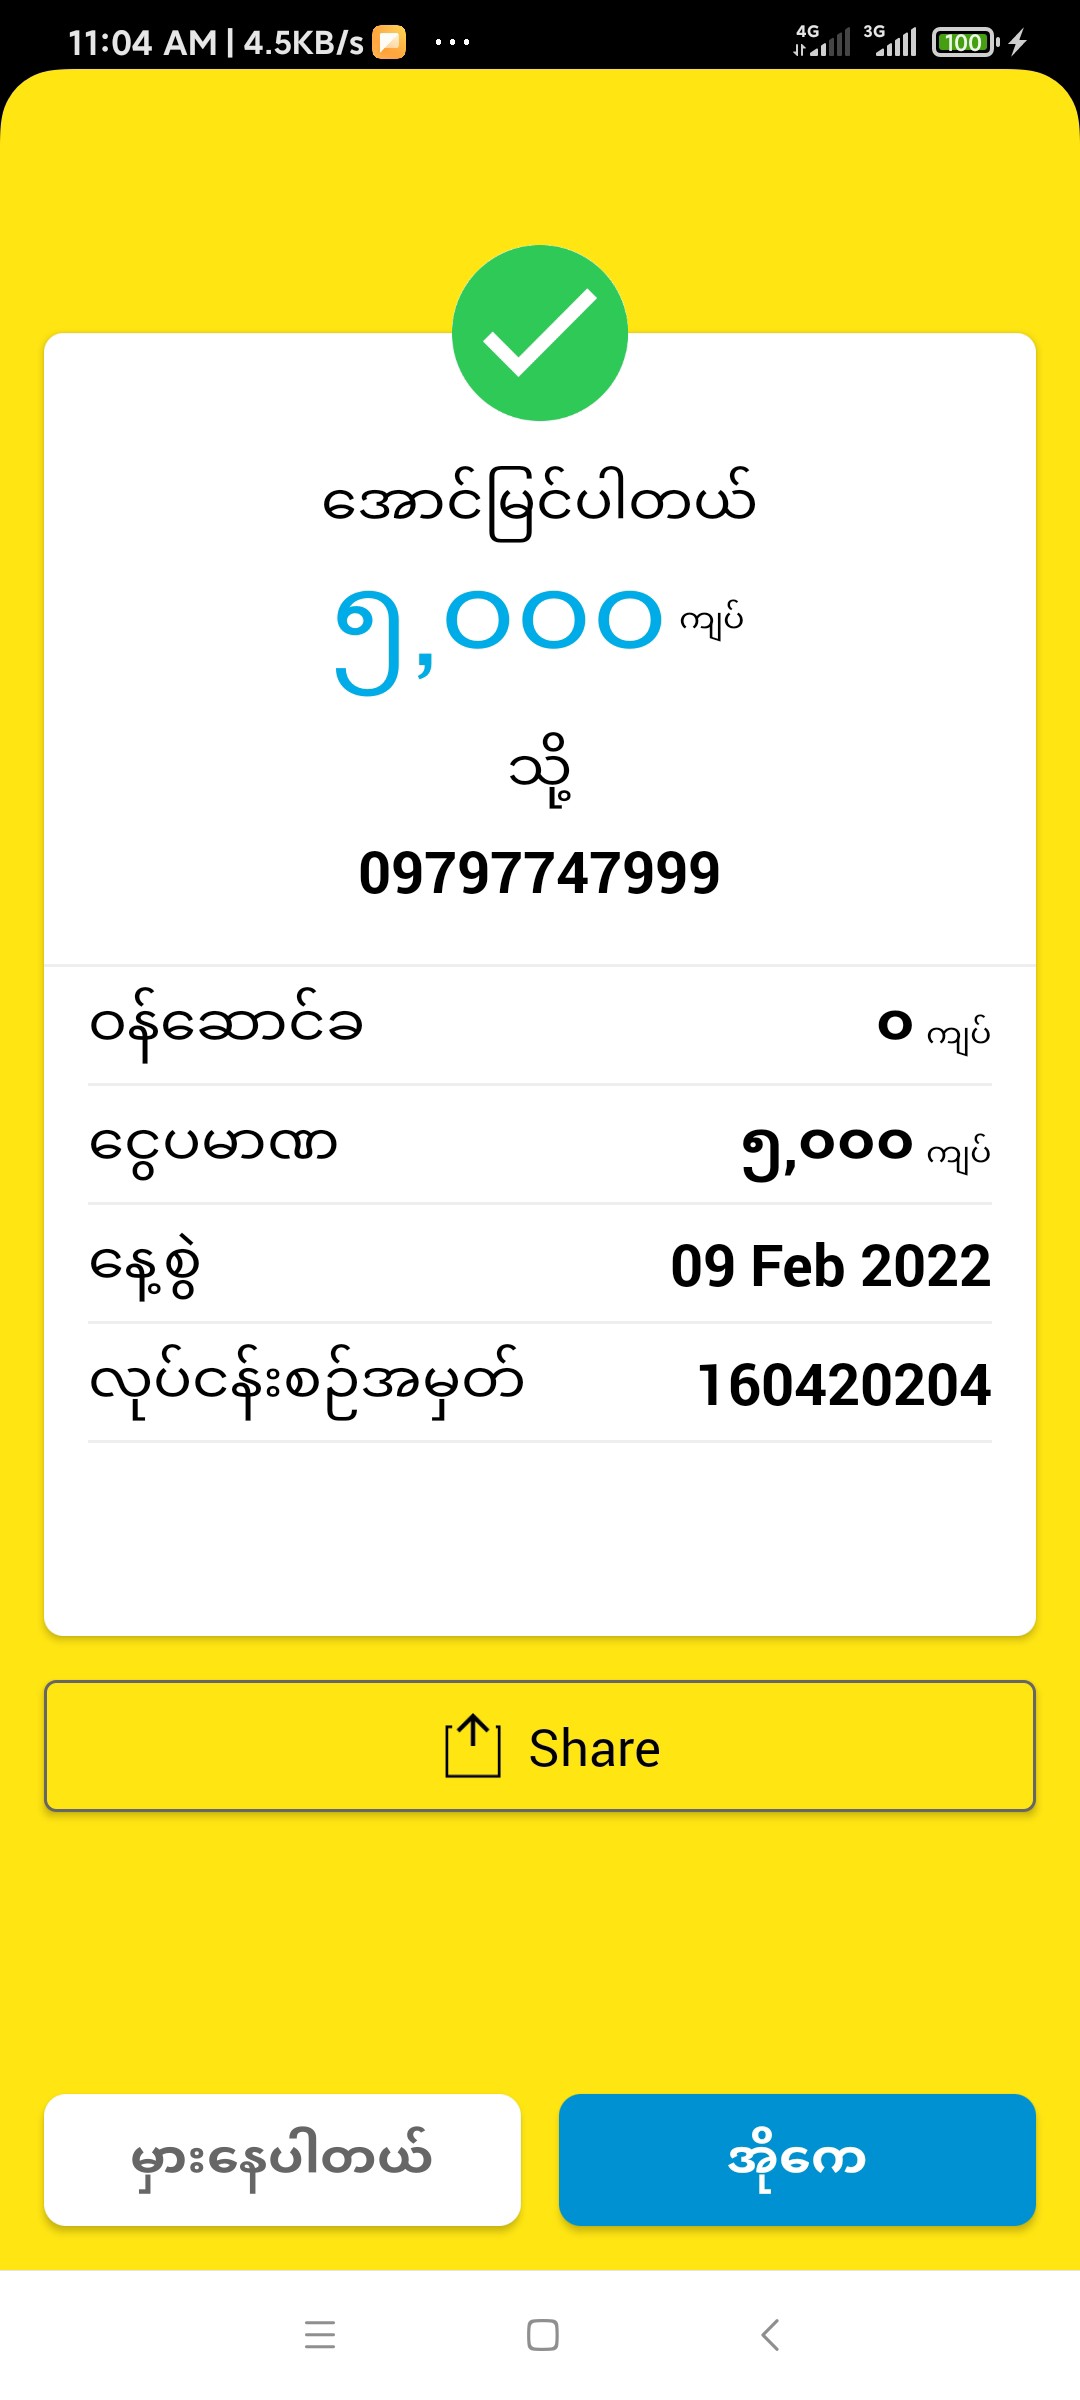 11:04 AM | 4.5KB/s ...
4G 3G 100
အောင်မြင်ပါတယ်
၅,၀၀၀ ကျပ်
သို့
09797747999
ဝန်ဆောင်ခ ၀ ကျပ်
ငွေပမာဏ ၅,၀၀၀ ကျပ်
နေ့စွဲ 09 Feb 2022
လုပ်ငန်းစဉ်အမှတ် 160420204
Share
မှားနေပါတယ် အိုကေ